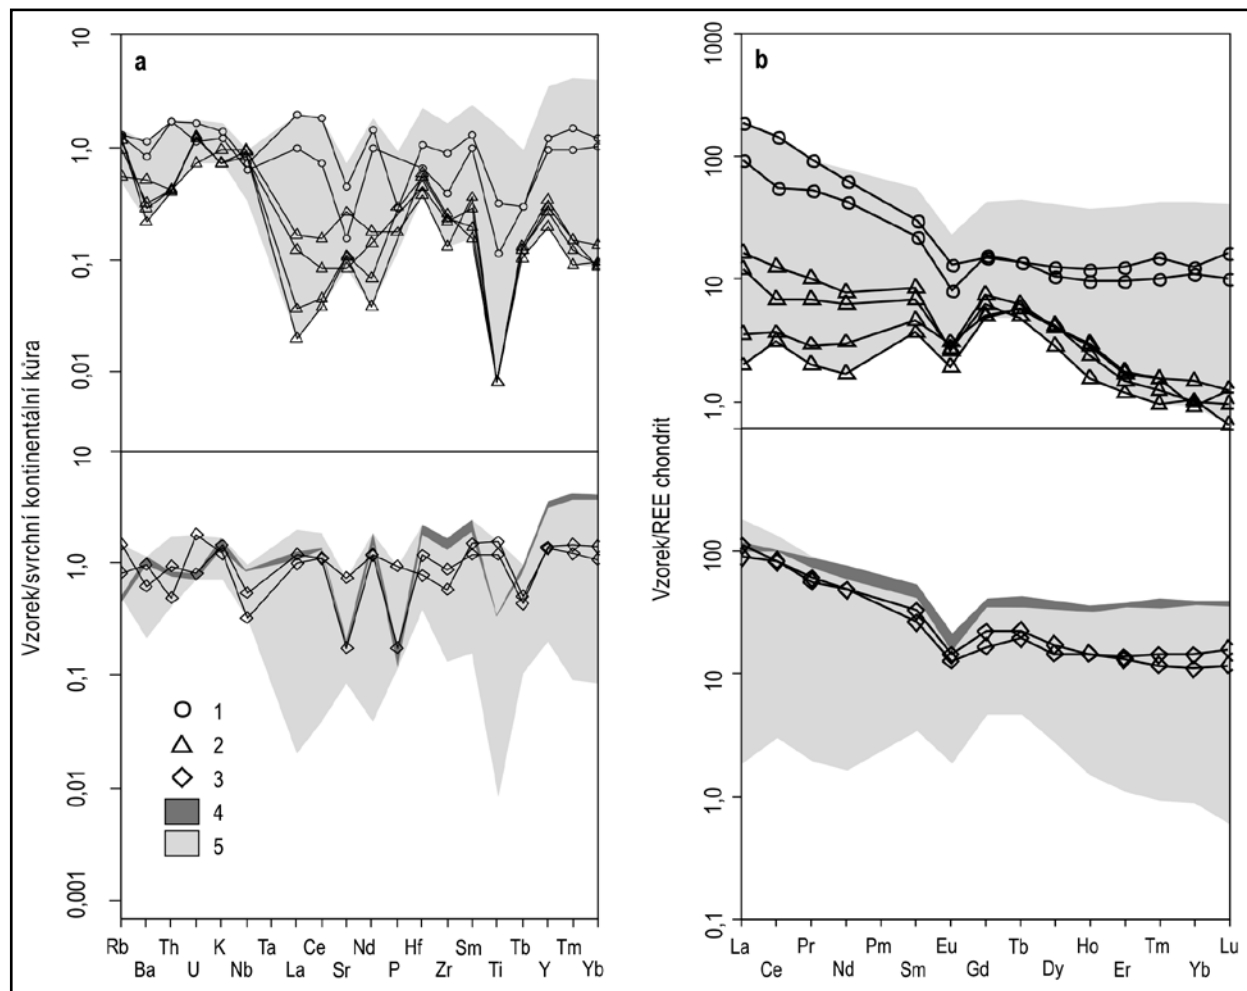 a
Vzorek/svrchní kontinentální kůra
10
1,0
0,1
0,01
10
1,0
0,1
0,01
0,001
1
2
3
4
5
Rb Th K Ta Ce Nd Hf Sm Tb Tm
Ba U Nb La Sr P Zr Ti Y Yb
b
Vzorek/REE chondrit
1000
100
10
1,0
100
10
1,0
0,1
La Pr Pm Eu Tb Ho Tm Lu
Ce Nd Sm Gd Dy Er Yb